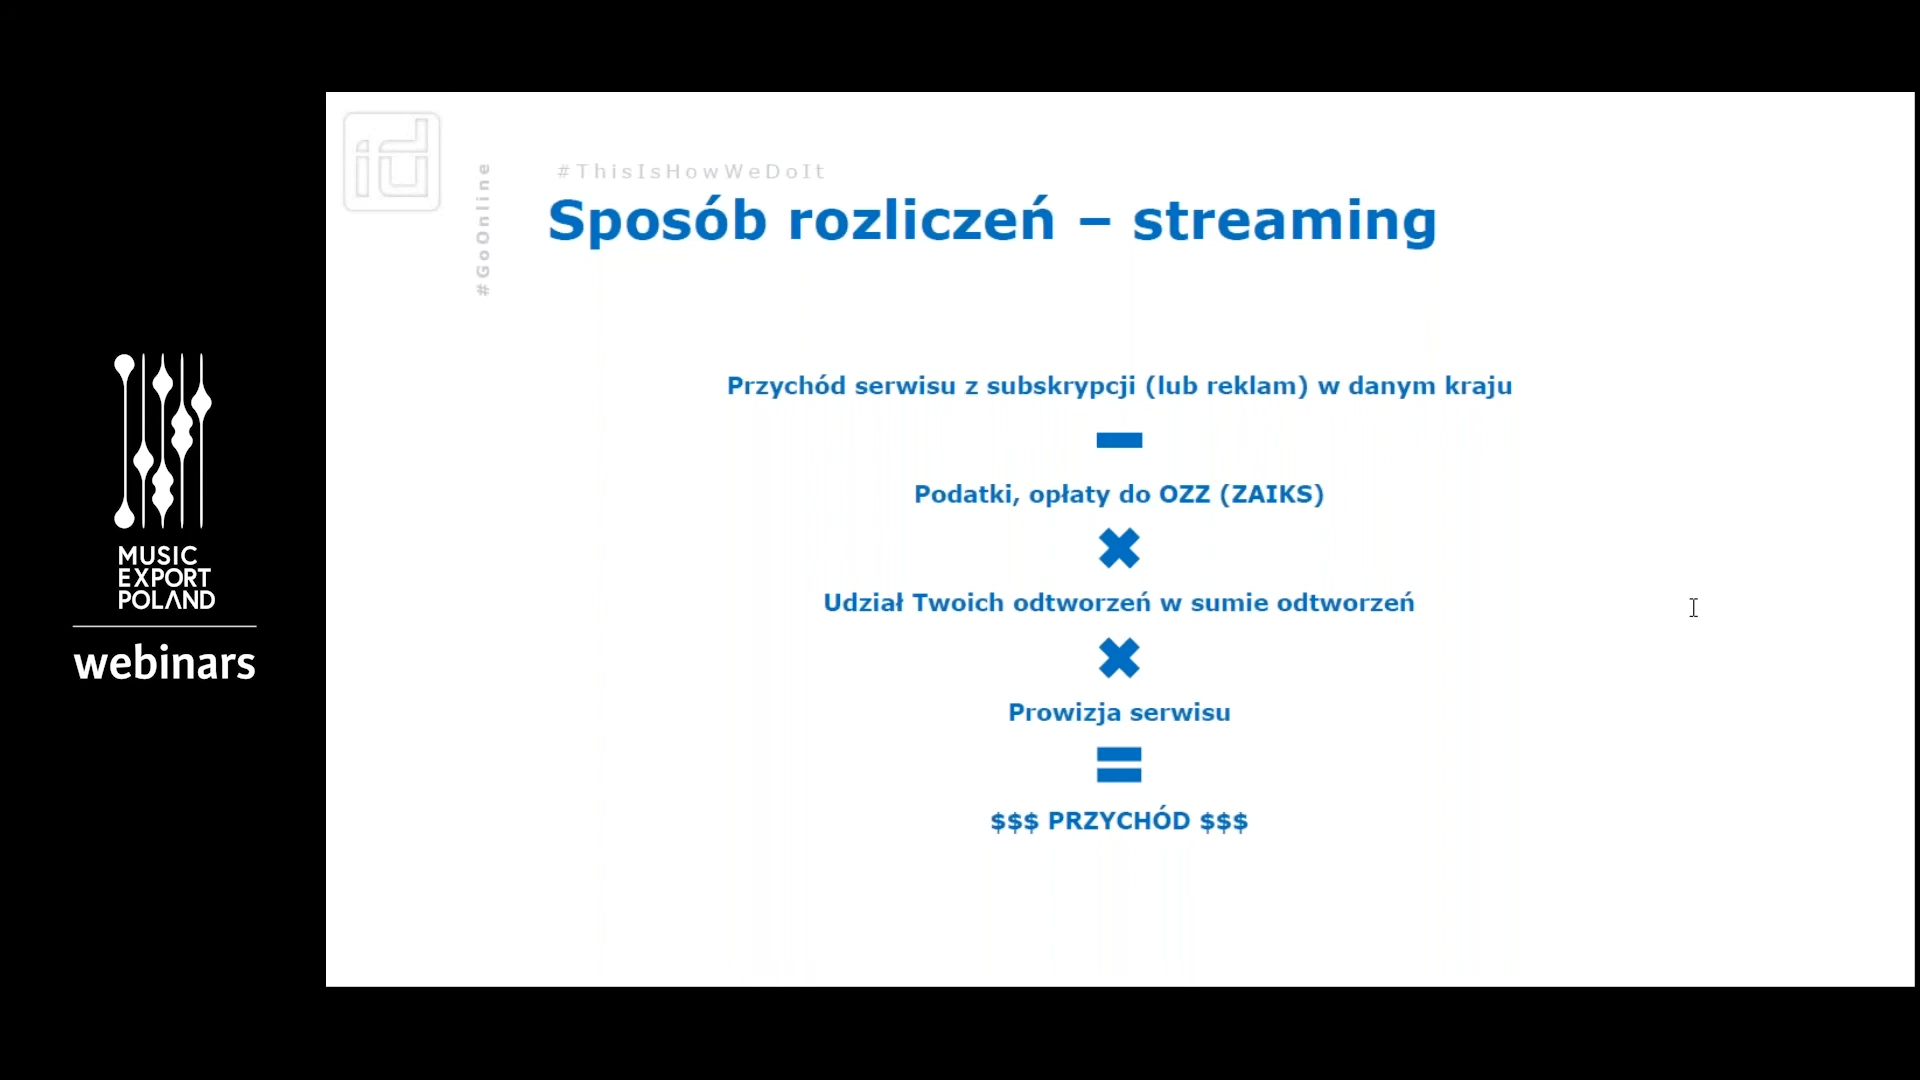 #ThisIsHowWeDoIt
#GoOnline
Sposób rozliczeń – streaming
Przychód serwisu z subskrypcji (lub reklam) w danym kraju
Podatki, opłaty do OZZ (ZAIKS)
✖
Udział Twoich odtworzeń w sumie odtworzeń
✖
Prowizja serwisu
=
$$$ PRZYCHÓD $$$
id
MUSIC
EXPORT
POLAND
webinars